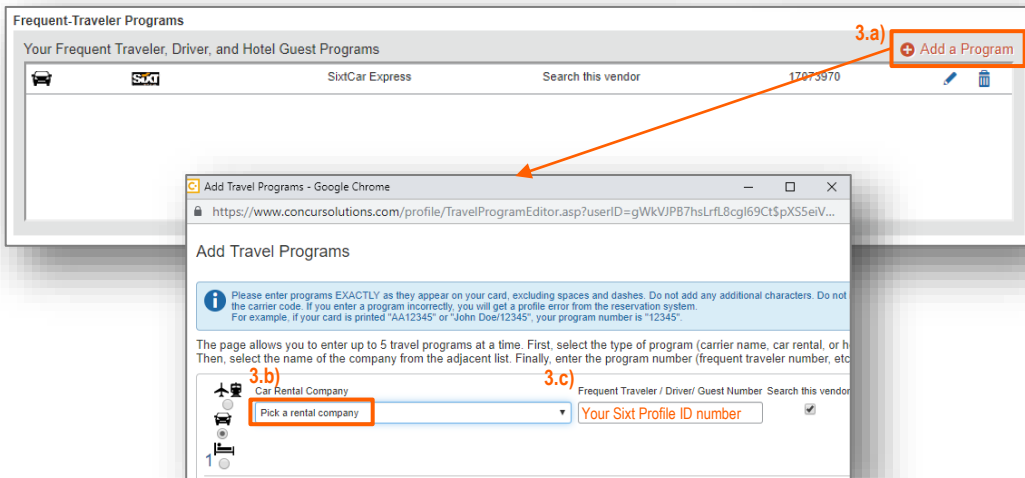 Frequent-Traveler Programs
3.a)
Your Frequent Traveler, Driver, and Hotel Guest Programs
Add a Program
SIXT
SixtCar Express
Search this vendor
17073970
Add Travel Programs - Google Chrome
https://www.concursolutions.com/profile/TravelProgramEditor.asp?userID=gWkVJPB7hsLrfL8cgI69Ct$pXS5eiV...
Add Travel Programs
Please enter programs EXACTLY as they appear on your card, excluding spaces and dashes. Do not add any additional characters. Do not
the carrier code. If you enter a program incorrectly, you will get a profile error from the reservation system.
For example, if your card is printed "AA12345" or "John Doe/12345", your program number is "12345".
The page allows you to enter up to 5 travel programs at a time. First, select the type of program (carrier name, car rental, or h
Then, select the name of the company from the adjacent list. Finally, enter the program number (frequent traveler number, etc
3.b)
3.c)
Car Rental Company
Frequent Traveler / Driver/ Guest Number
Search this vendor
Pick a rental company
Your Sixt Profile ID number
1